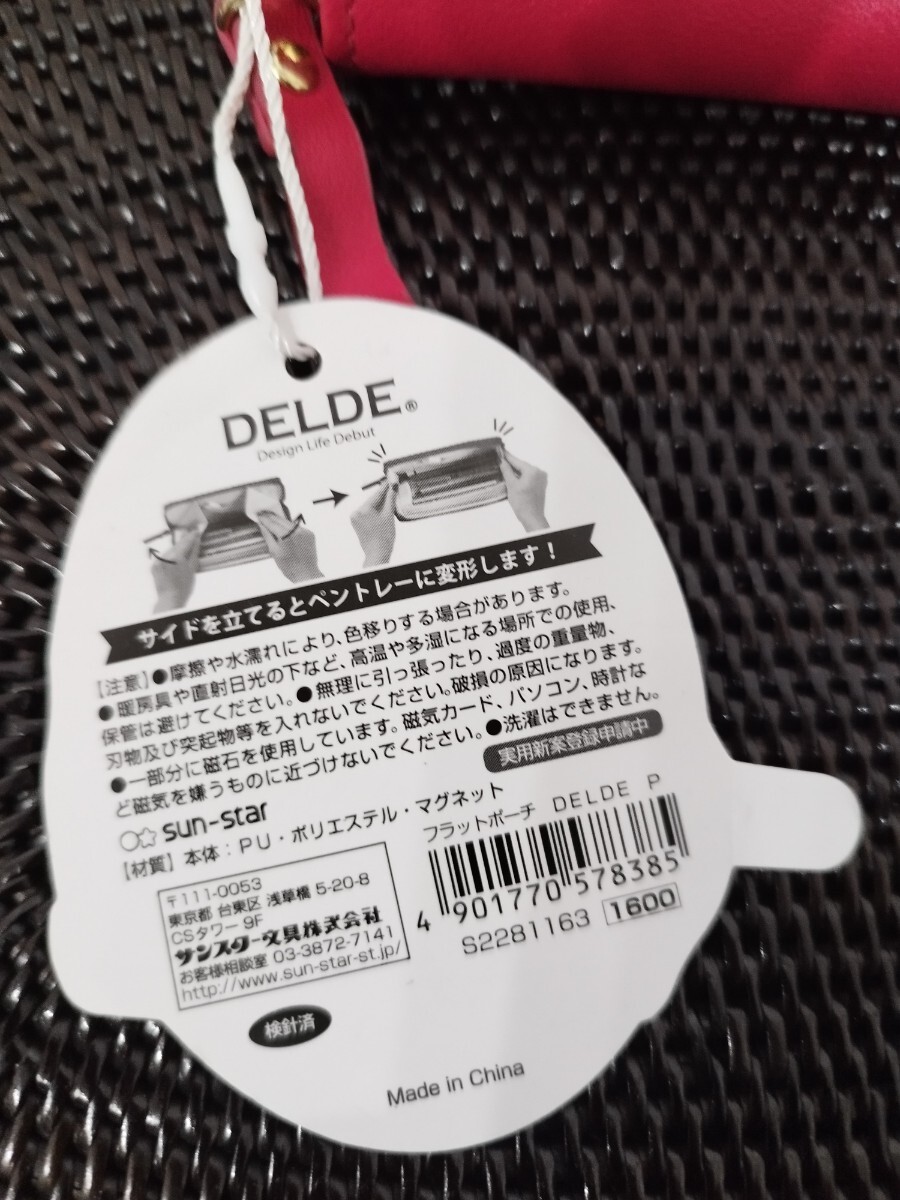 DELDE®
Design Life Debut
サイドを立てるとペントレーに変形します！
【注意】●摩擦や水濡れにより、色移りする場合があります。
●暖房具や直射日光の下など、高温や多湿になる場所での使用、
保管は避けてください。●無理に引っ張ったり、過度の重量物、
刃物及び突起物等を入れないでください。破損の原因になります。
●一部分に磁石を使用しています。磁気カード、パソコン、時計な
ど磁気を嫌うものに近づけないでください。●洗濯はできません。
実用新案登録申請中
sun-star
【材質】本体：PU・ポリエステル・マグネット
フラットポーチ DELDE P
4 901770 578385
S2281163 1600
〒111-0053
東京都 台東区 浅草橋 5-20-8
CSタワー 9F
サンスター文具株式会社
お客様相談室 03-3872-7141
http://www.sun-star-st.jp/
検針済
Made in China